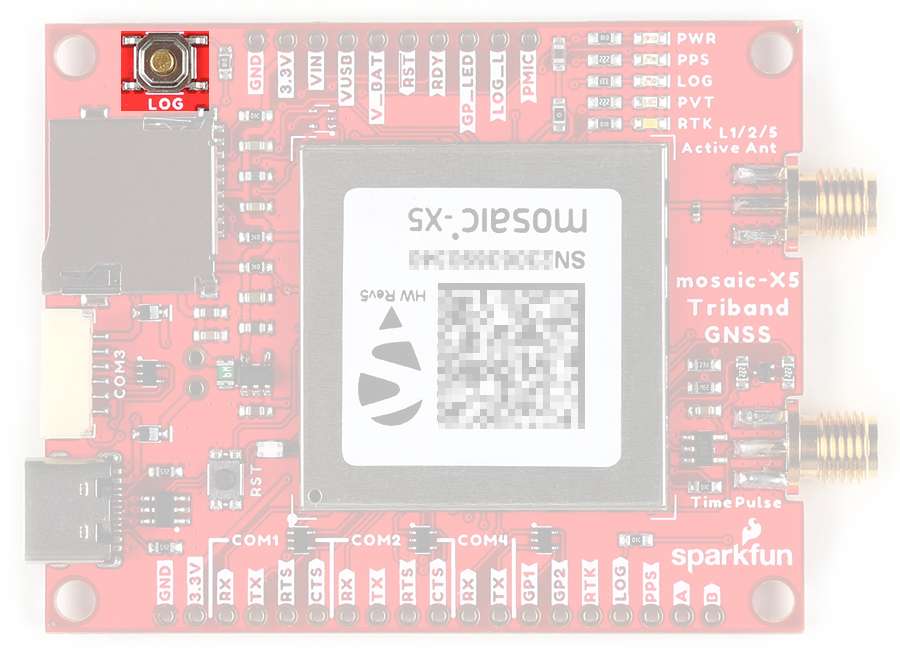 GND
3.3V
VIN
VUSB
V_BAT
RST
RDY
GP_LED
LOG_L
PMIC
PWR
PPS
LOG
PVT
RTK
LOG
L1/2/5
Active Ant
mosaic-X5
HW Rev5
mosaic-X5
Triband
GNSS
COM3
RST
TimePulse
COM1
COM2
COM4
sparkfun
GND
3.3V
RX
TX
RTS
CTS
RX
TX
RTS
CTS
RX
TX
GP1
GP2
RTK
LOG
PPS
A
B